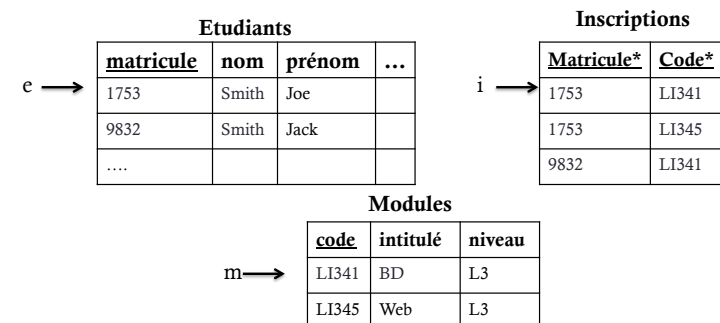 Etudiants
matricule nom prénom ...
e
1753 Smith Joe
9832 Smith Jack
....
Inscriptions
Matricule* Code*
i
1753 LI341
1753 LI345
9832 LI341
Modules
code intitulé niveau
m
LI341 BD L3
LI345 Web L3